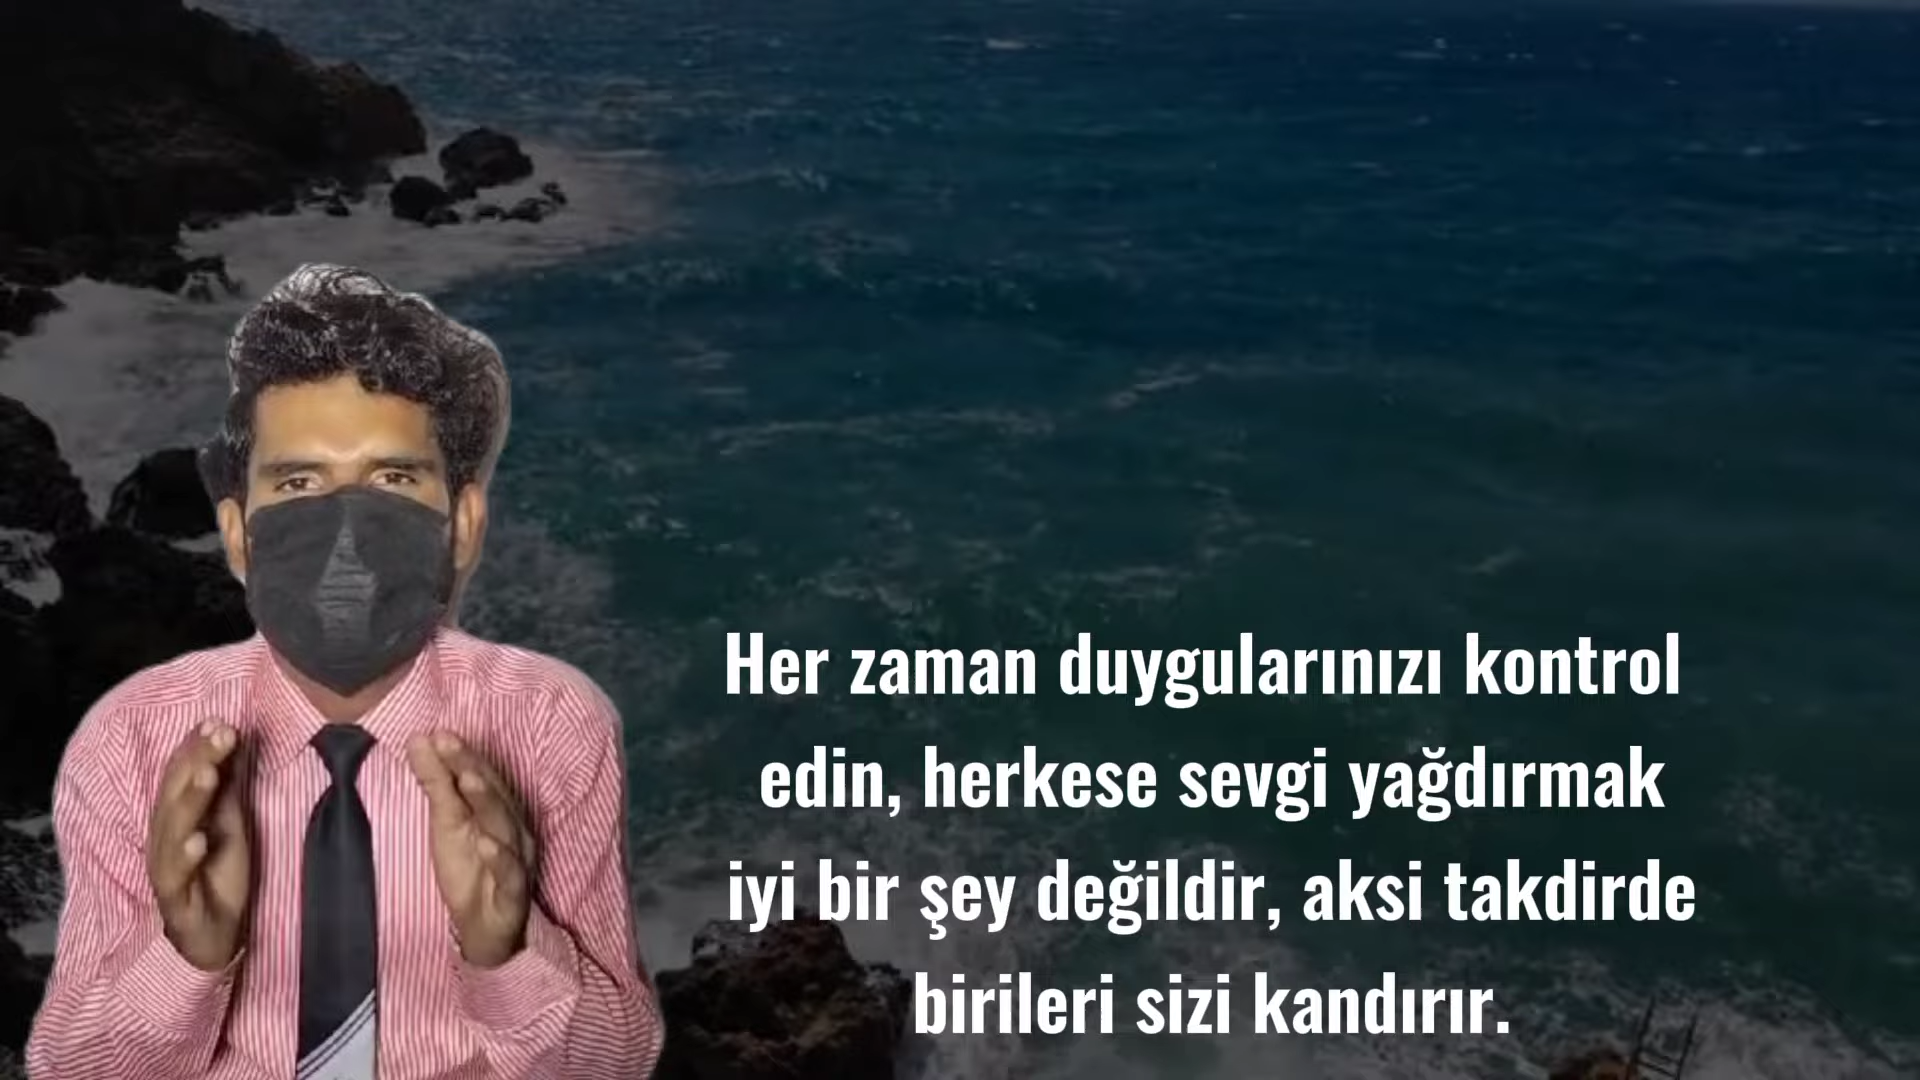 Her zaman duygularınızı kontrol
edin, herkese sevgi yağdırmak
iyi bir şey değildir, aksi takdirde
birileri sizi kandırır.